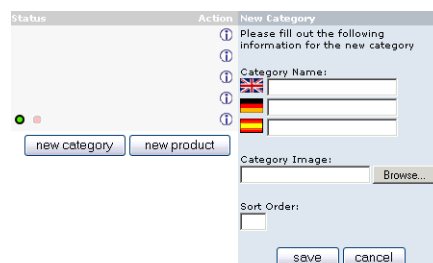 Status Action
new category new product
New Category
Please fill out the following
information for the new category
Category Name:
Category Image:
Browse...
Sort Order:
save cancel